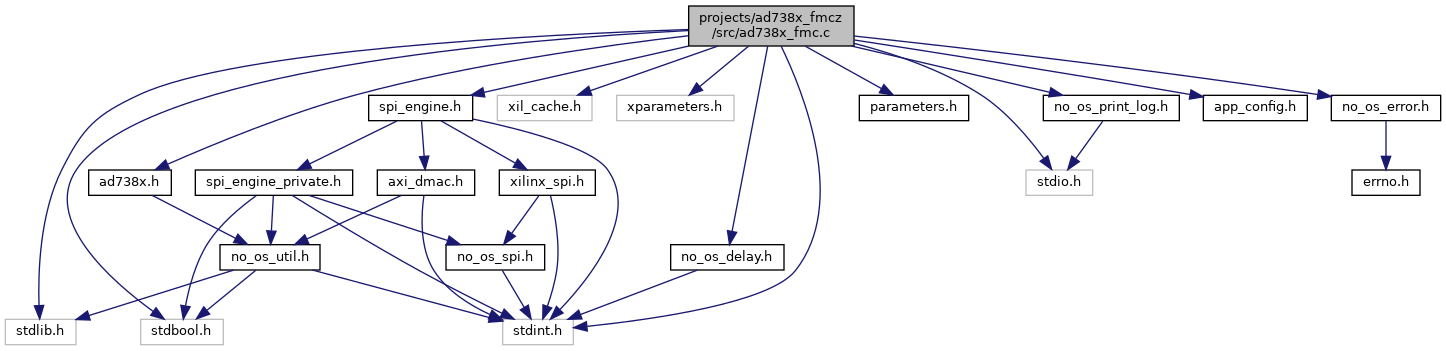 projects/ad738x_fmcz
/src/ad738x_fmc.c
spi_engine.h
xil_cache.h
xparameters.h
parameters.h
no_os_print_log.h
app_config.h
no_os_error.h
ad738x.h
spi_engine_private.h
axi_dmac.h
xilinx_spi.h
stdio.h
errno.h
no_os_util.h
no_os_spi.h
no_os_delay.h
stdlib.h
stdbool.h
stdint.h